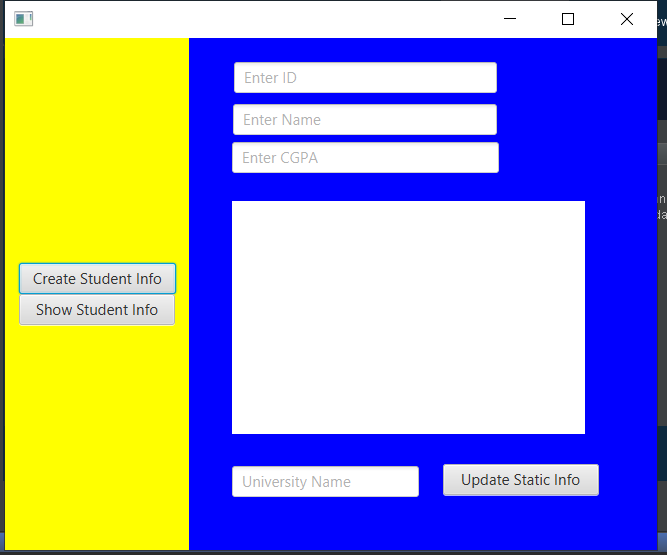 Enter ID
Enter Name
Enter CGPA
Create Student Info
Show Student Info
University Name
Update Static Info